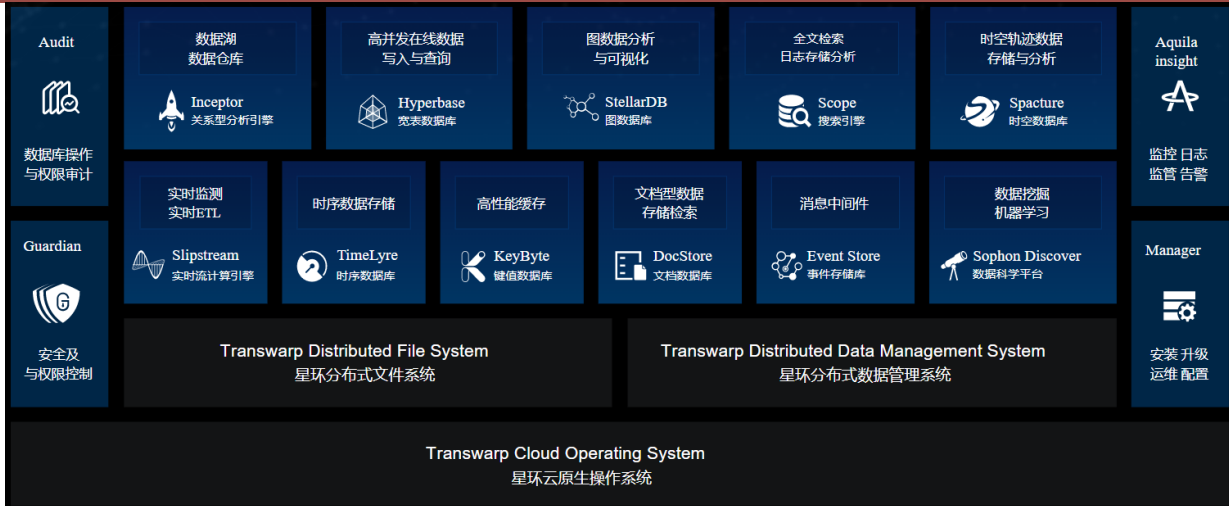 Audit
数据库操作
与权限审计
Guardian
安全及
与权限控制
数据湖
数据仓库
Inceptor
关系型分析引擎
高并发在线数据
写入与查询
Hyperbase
宽表数据库
图数据分析
与可视化
StellarDB
图数据库
全文检索
日志存储分析
Scope
搜索引擎
时空轨迹数据
存储与分析
Spacture
时空数据库
实时监测
实时ETL
Slipstream
实时流计算引擎
时序数据存储
TimeLyre
时序数据库
高性能缓存
KeyByte
键值数据库
文档型数据
存储检索
DocStore
文档数据库
消息中间件
Event Store
事件存储库
数据挖掘
机器学习
Sophon Discover
数据科学平台
Transwarp Distributed File System
星环分布式文件系统
Transwarp Distributed Data Management System
星环分布式数据管理系统
Aquila
insight
监控 日志
监管 告警
Manager
安装 升级
运维 配置
Transwarp Cloud Operating System
星环云原生操作系统